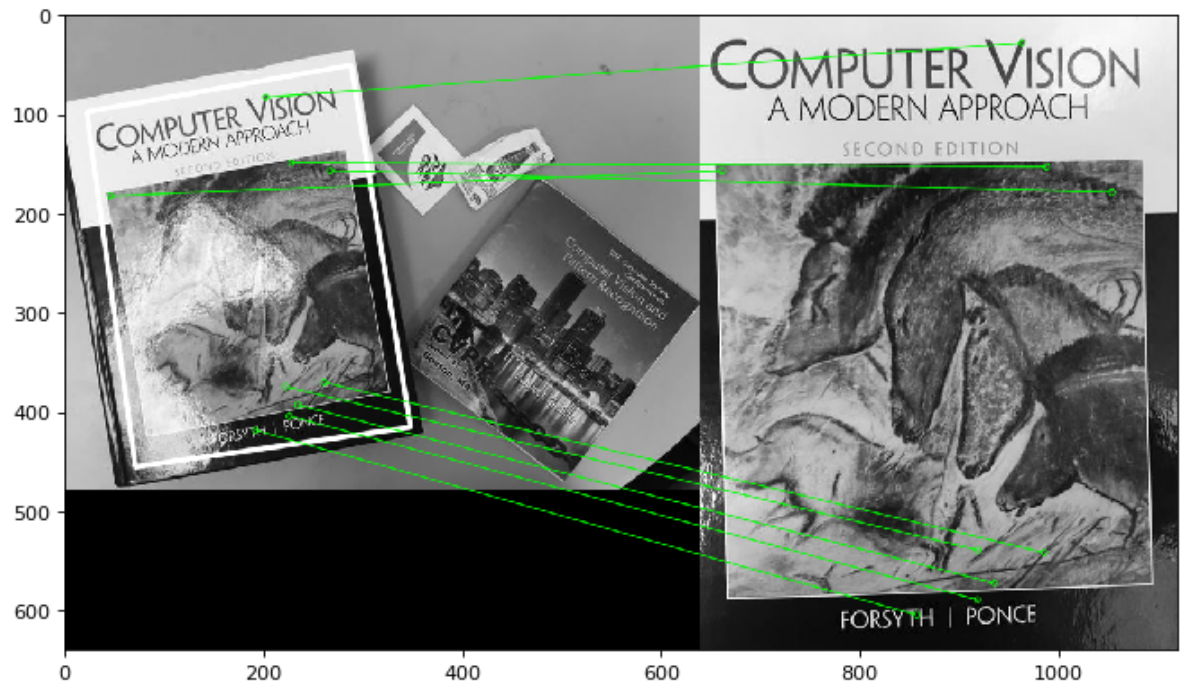 0
100
200
300
400
500
600
0
200
400
600
800
1000
COMPUTER VISION
A MODERN APPROACH
SECOND EDITION
FORSYTH | PONCE
Computer Vision and
Pattern Recognition
CVPR
COMPUTER VISION
A MODERN APPROACH
SECOND EDITION
FORSYTH | PONCE